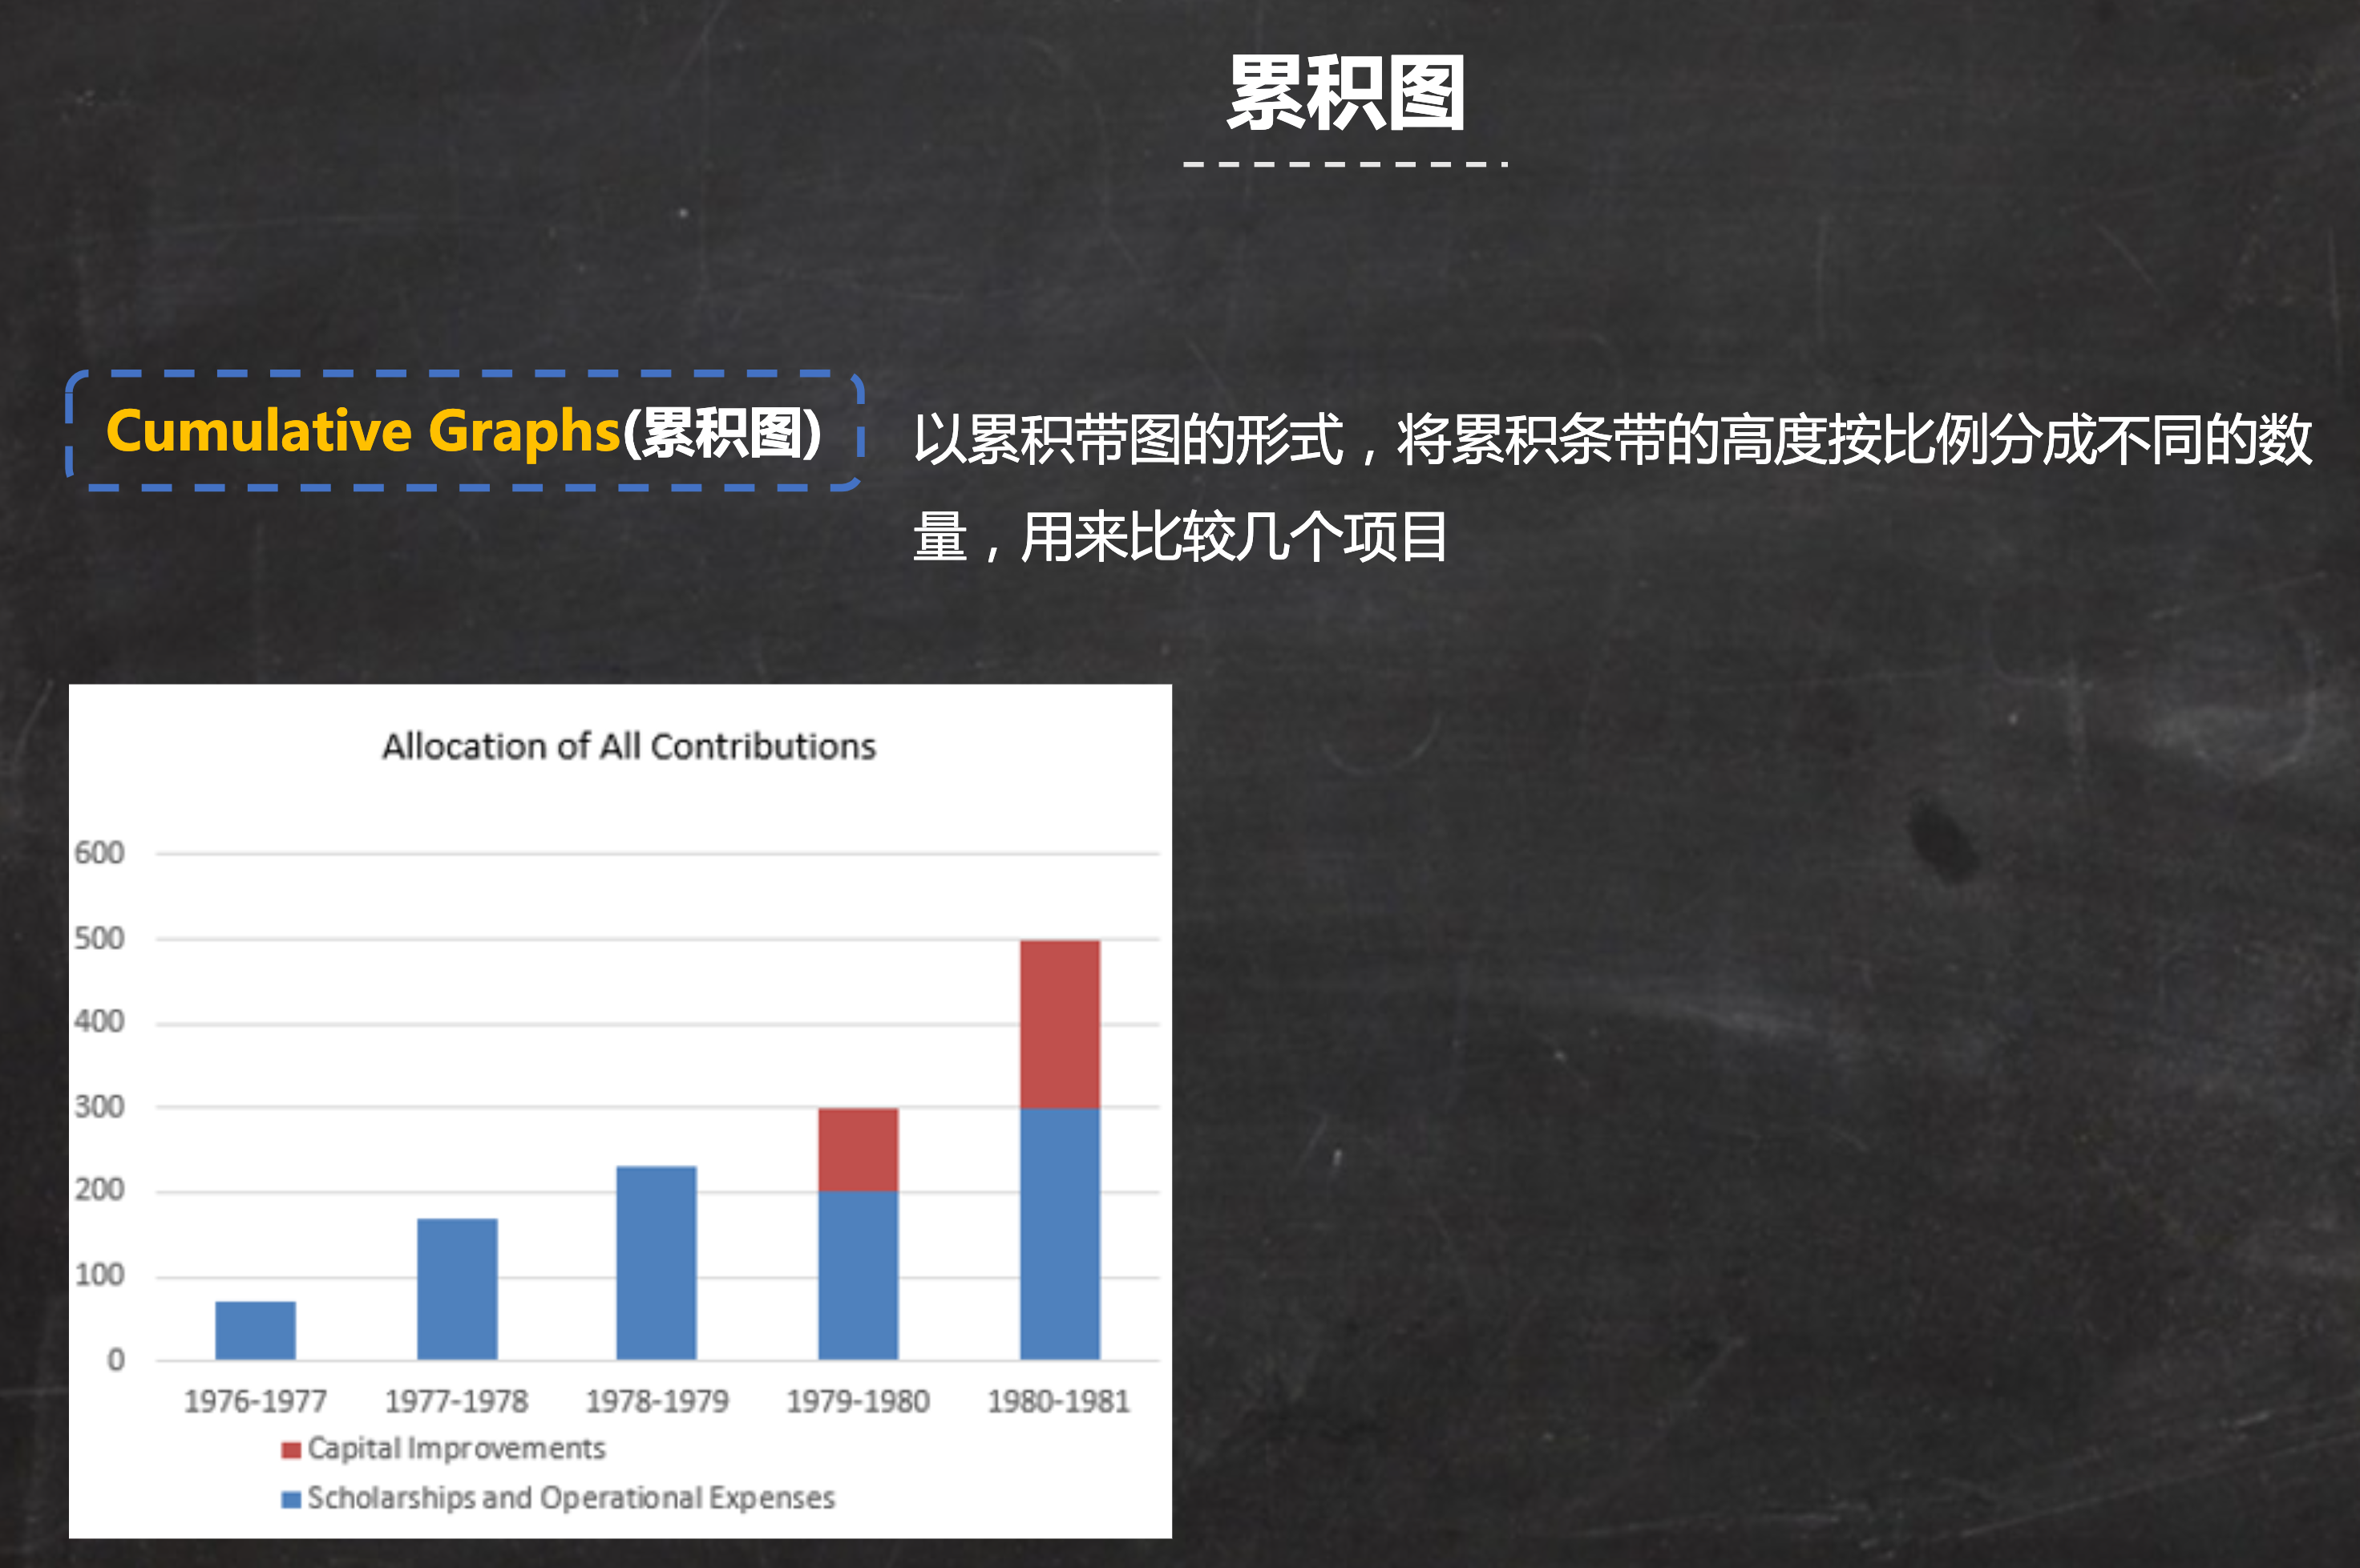 累积图
Cumulative Graphs(累积图)
以累积带图的形式，将累积条带的高度按比例分成不同的数
量，用来比较几个项目
Allocation of All Contributions
600
500
400
300
200
100
0
1976-1977 1977-1978 1978-1979 1979-1980 1980-1981
Capital Improvements
Scholarships and Operational Expenses